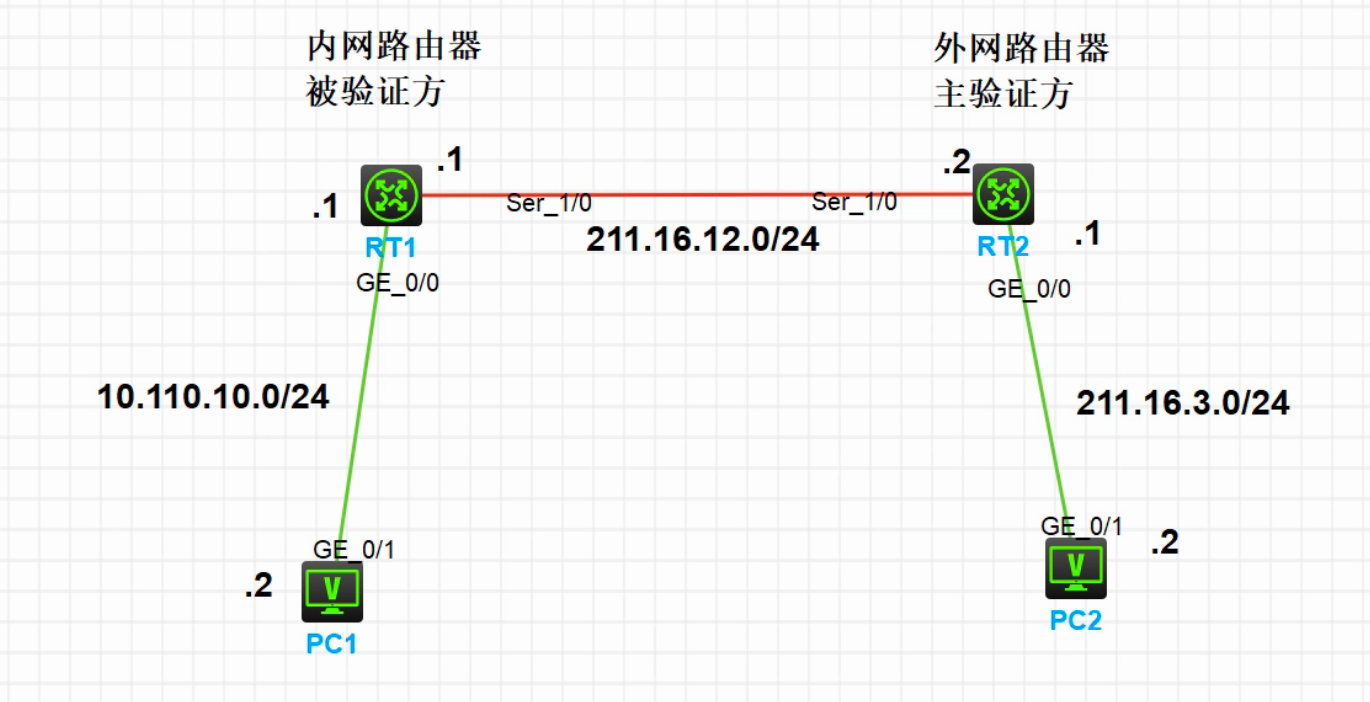 内网路由器
被验证方
外网路由器
主验证方
.1
.2
.1
Ser_1/0
Ser_1/0
RT1
211.16.12.0/24
RT2
.1
GE_0/0
GE_0/0
10.110.10.0/24
211.16.3.0/24
GE_0/1
GE_0/1
.2
.2
V
V
PC1
PC2